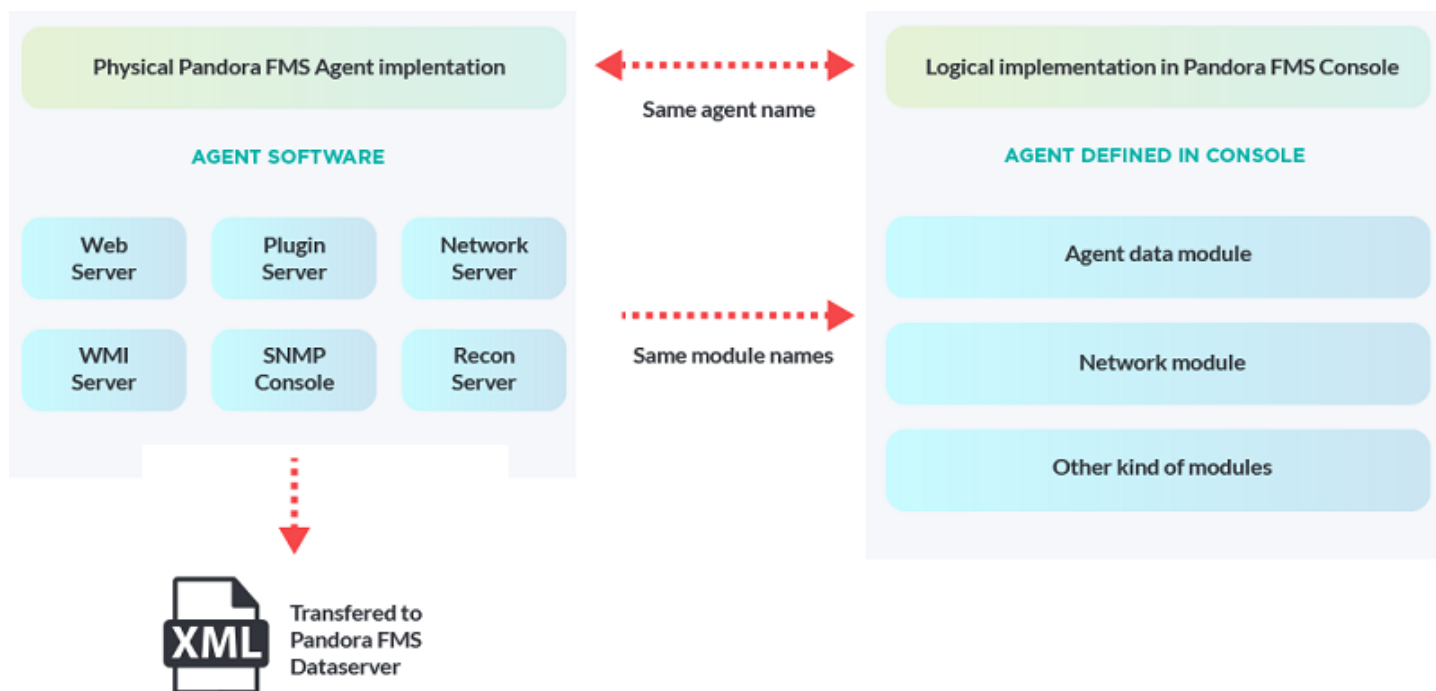 Physical Pandora FMS Agent implentation
AGENT SOFTWARE
Web
Server
Plugin
Server
Network
Server
WMI
Server
SNMP
Console
Recon
Server
XML
Transfered to
Pandora FMS
Dataserver
Same agent name
Same module names
Logical implementation in Pandora FMS Console
AGENT DEFINED IN CONSOLE
Agent data module
Network module
Other kind of modules